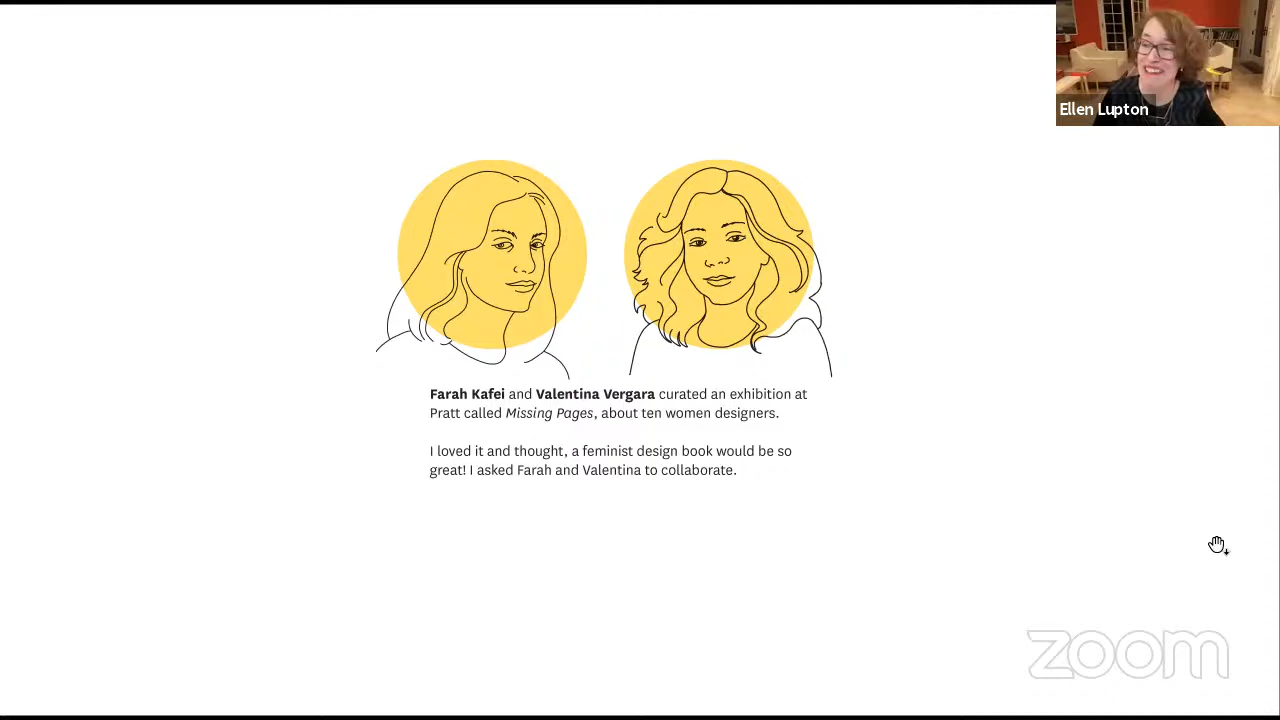 Ellen Lupton
Farah Kafei and Valentina Vergara curated an exhibition at
Pratt called Missing Pages, about ten women designers.
I loved it and thought, a feminist design book would be so
great! I asked Farah and Valentina to collaborate.
zoom